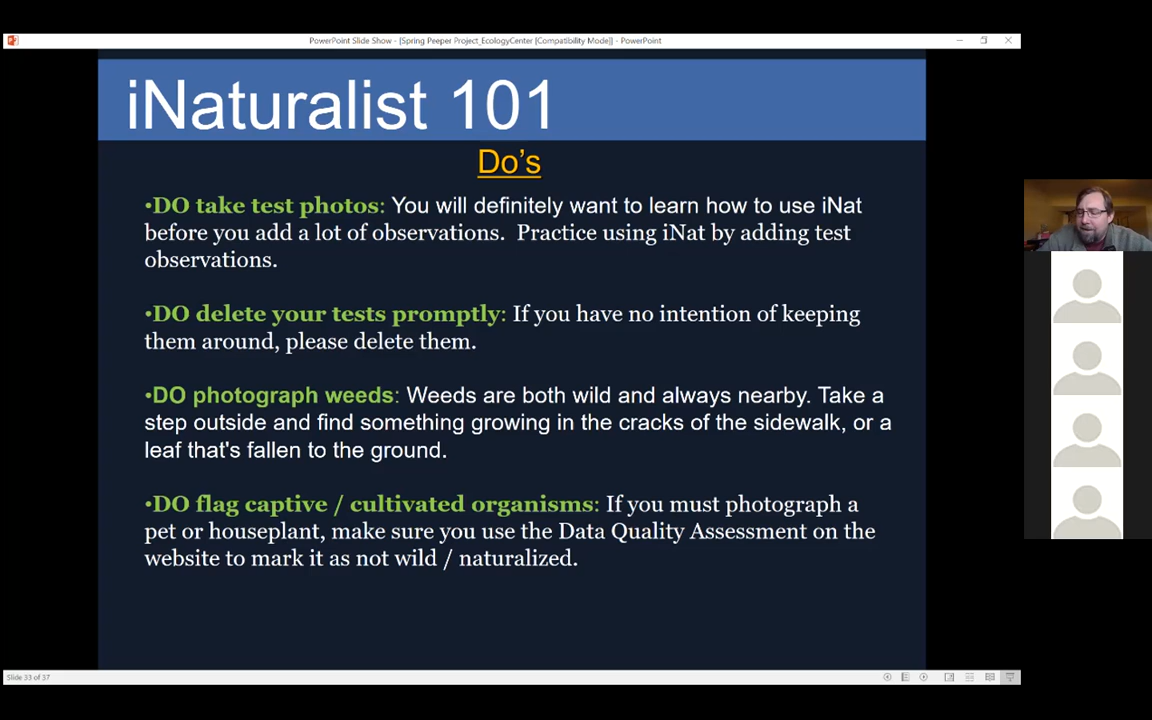 PowerPoint Slide Show - [Spring Peeper Project_EcologyCenter [Compatibility Mode]] - PowerPoint
iNaturalist 101
Do's
•DO take test photos: You will definitely want to learn how to use iNat
before you add a lot of observations. Practice using iNat by adding test
observations.
•DO delete your tests promptly: If you have no intention of keeping
them around, please delete them.
•DO photograph weeds: Weeds are both wild and always nearby. Take a
step outside and find something growing in the cracks of the sidewalk, or a
leaf that's fallen to the ground.
•DO flag captive / cultivated organisms: If you must photograph a
pet or houseplant, make sure you use the Data Quality Assessment on the
website to mark it as not wild / naturalized.
Slide 33 of 37